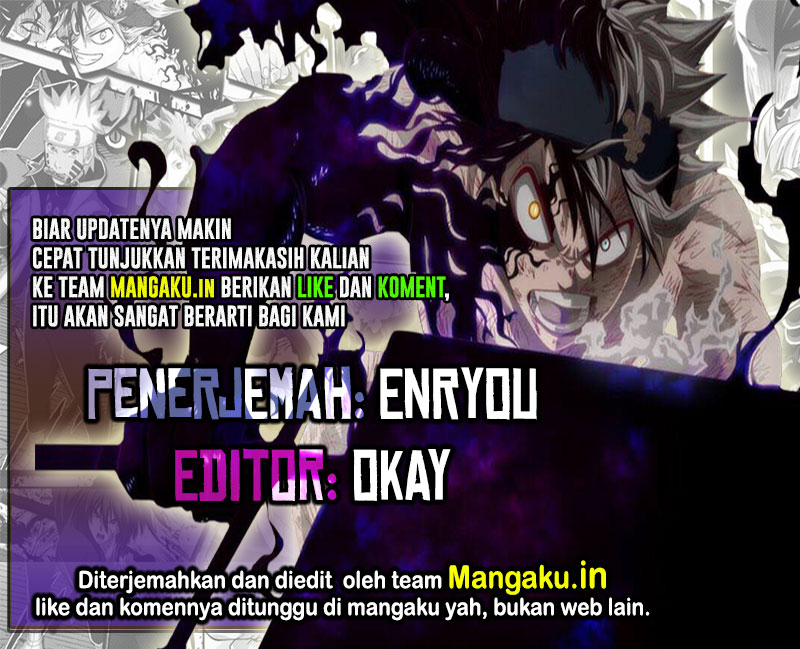 BIAR UPDATENYA MAKIN
CEPAT TUNJUKKAN TERIMAKASIH KALIAN
KE TEAM MANGAKU.IN BERIKAN LIKE DAN KOMENT,
ITU AKAN SANGAT BERARTI BAGI KAMI
PENERJEMAH: ENRYOU
EDITOR: OKAY
Diterjemahkan dan diedit oleh team Mangaku.in
like dan komennya ditunggu di mangaku yah, bukan web lain.